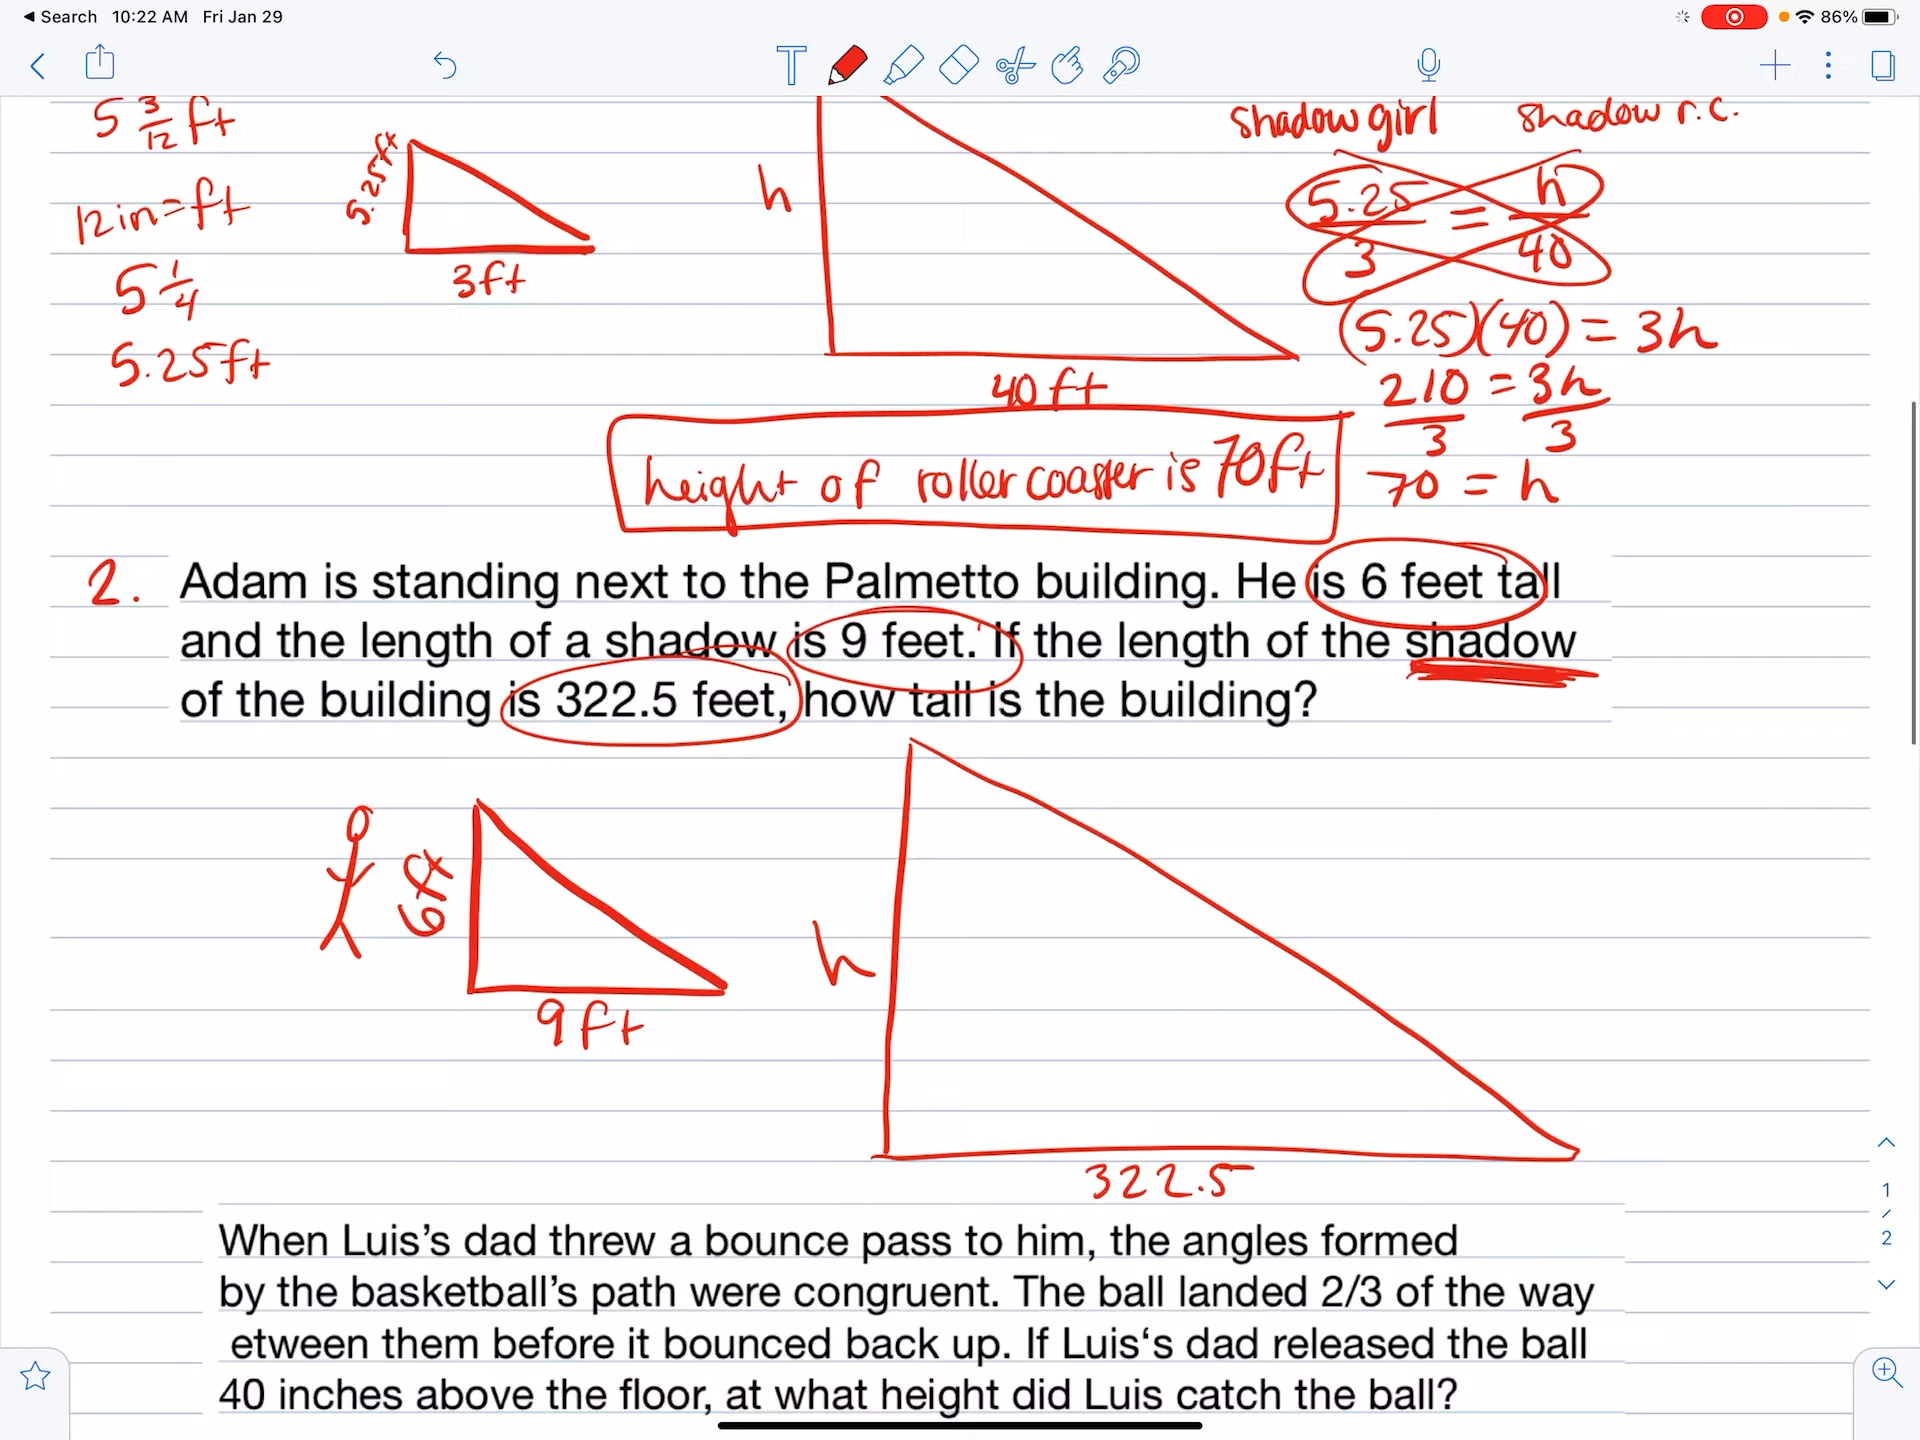 Search 10:22 AM Fri Jan 29 86%
5 3/12 ft
12in=ft
5 1/4
5.25ft
5.25ft
3ft
h
40ft
shadow girl shadow r.c.
5.25/3 = h/40
(5.25)(40) = 3h
210/3 = 3h/3
70 = h
height of roller coaster is 70ft
2. Adam is standing next to the Palmetto building. He is 6 feet tall
and the length of a shadow is 9 feet. If the length of the shadow
of the building is 322.5 feet, how tall is the building?
6ft
9ft
h
322.5
When Luis’s dad threw a bounce pass to him, the angles formed
by the basketball’s path were congruent. The ball landed 2/3 of the way
etween them before it bounced back up. If Luis‘s dad released the ball
40 inches above the floor, at what height did Luis catch the ball?
1
/
2